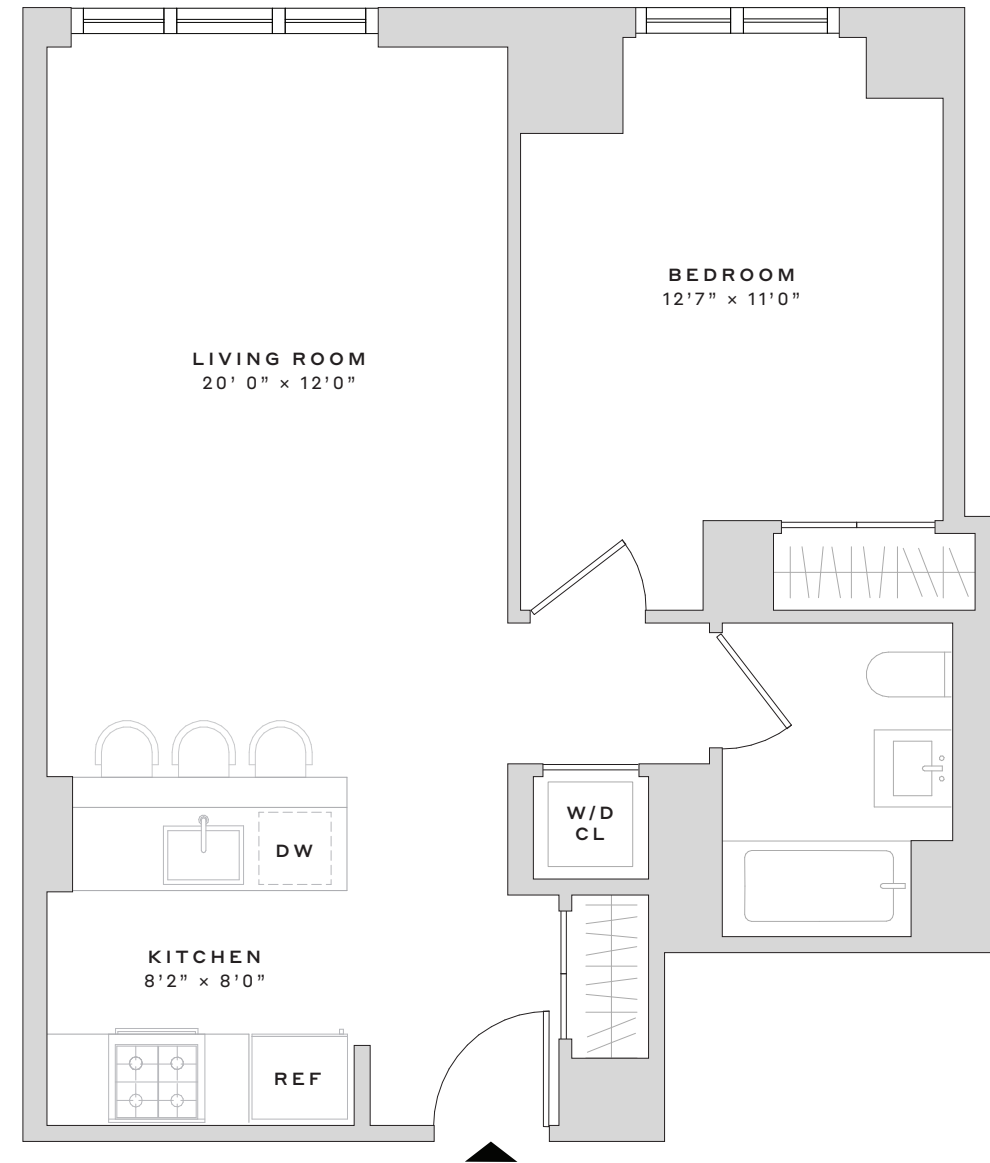 BEDROOM
12’7” × 11’0”
LIVING ROOM
20’ 0” × 12’0”
W/D
CL
DW
KITCHEN
8’2” × 8’0”
REF